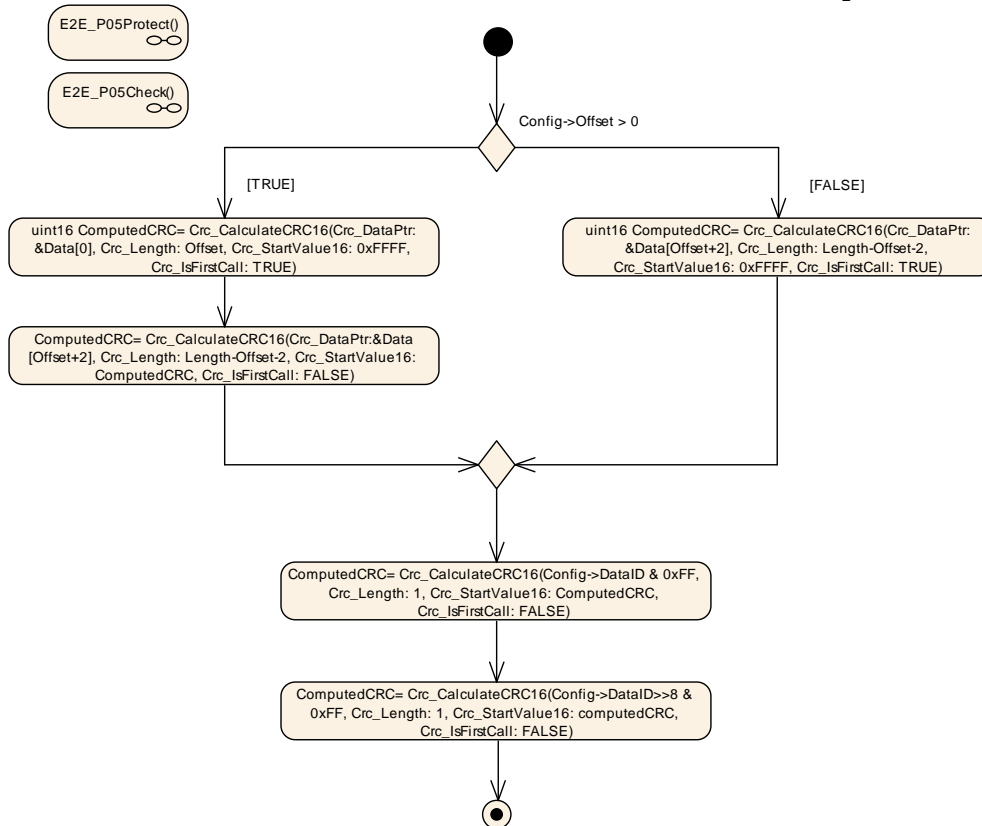 E2E_P05Protect()
E2E_P05Check()
Config->Offset > 0
[TRUE]
[FALSE]
uint16 ComputedCRC= Crc_CalculateCRC16(Crc_DataPtr:
&Data[0], Crc_Length: Offset, Crc_StartValue16: 0xFFFF,
Crc_IsFirstCall: TRUE)
uint16 ComputedCRC= Crc_CalculateCRC16(Crc_DataPtr:
&Data[Offset+2], Crc_Length: Length-Offset-2,
Crc_StartValue16: 0xFFFF, Crc_IsFirstCall: TRUE)
ComputedCRC= Crc_CalculateCRC16(Crc_DataPtr:&Data
[Offset+2], Crc_Length: Length-Offset-2, Crc_StartValue16:
ComputedCRC, Crc_IsFirstCall: FALSE)
ComputedCRC= Crc_CalculateCRC16(Config->DataID & 0xFF,
Crc_Length: 1, Crc_StartValue16: ComputedCRC,
Crc_IsFirstCall: FALSE)
ComputedCRC= Crc_CalculateCRC16(Config->DataID>>8 &
0xFF, Crc_Length: 1, Crc_StartValue16: computedCRC,
Crc_IsFirstCall: FALSE)